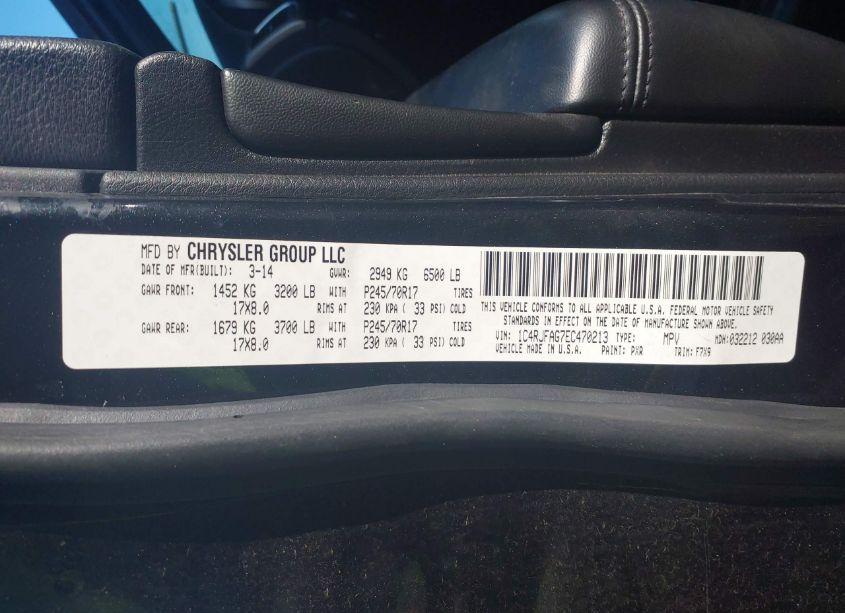 MFD BY CHRYSLER GROUP LLC
DATE OF MFR(BUILT): 3-14 GVWR: 2949 KG 6500 LB
GAWR FRONT: 1452 KG 3200 LB WITH P245/70R17 TIRES
17X8.0 RIMS AT 230 KPA ( 33 PSI) COLD
GAWR REAR: 1679 KG 3700 LB WITH P245/70R17 TIRES
17X8.0 RIMS AT 230 KPA ( 33 PSI) COLD
THIS VEHICLE CONFORMS TO ALL APPLICABLE U.S.A. FEDERAL MOTOR VEHICLE SAFETY
STANDARDS IN EFFECT ON THE DATE OF MANUFACTURE SHOWN ABOVE.
VIN: 1C4RJFAG7EC470213 TYPE: MPV MDH:032212 030AA
VEHICLE MADE IN U.S.A. PAINT: PXR TRIM: F7X9